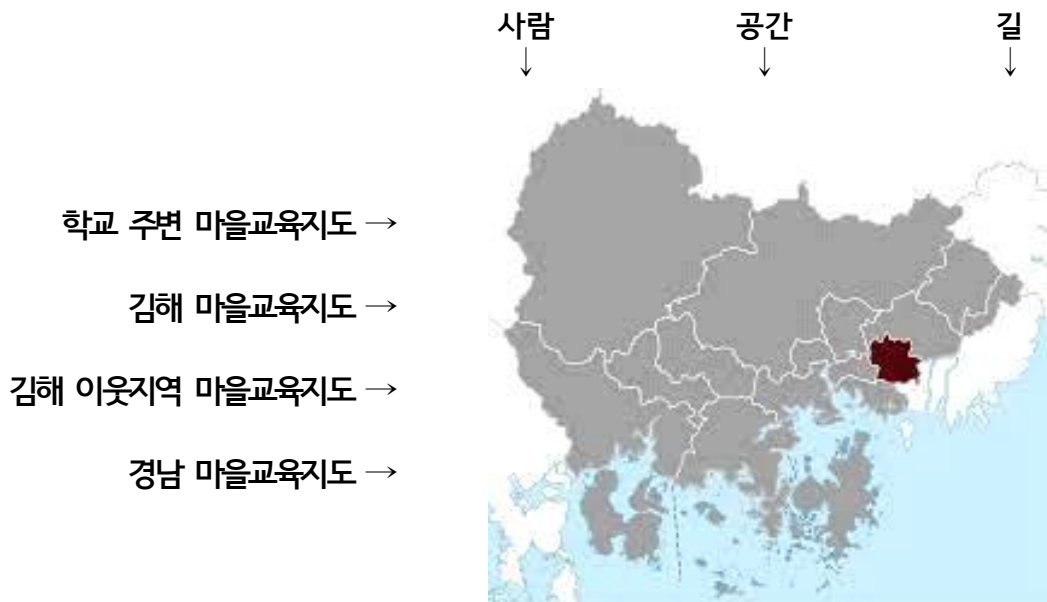 사람 공간 길
↓ ↓ ↓
학교 주변 마을교육지도 →
김해 마을교육지도 →
김해 이웃지역 마을교육지도 →
경남 마을교육지도 →